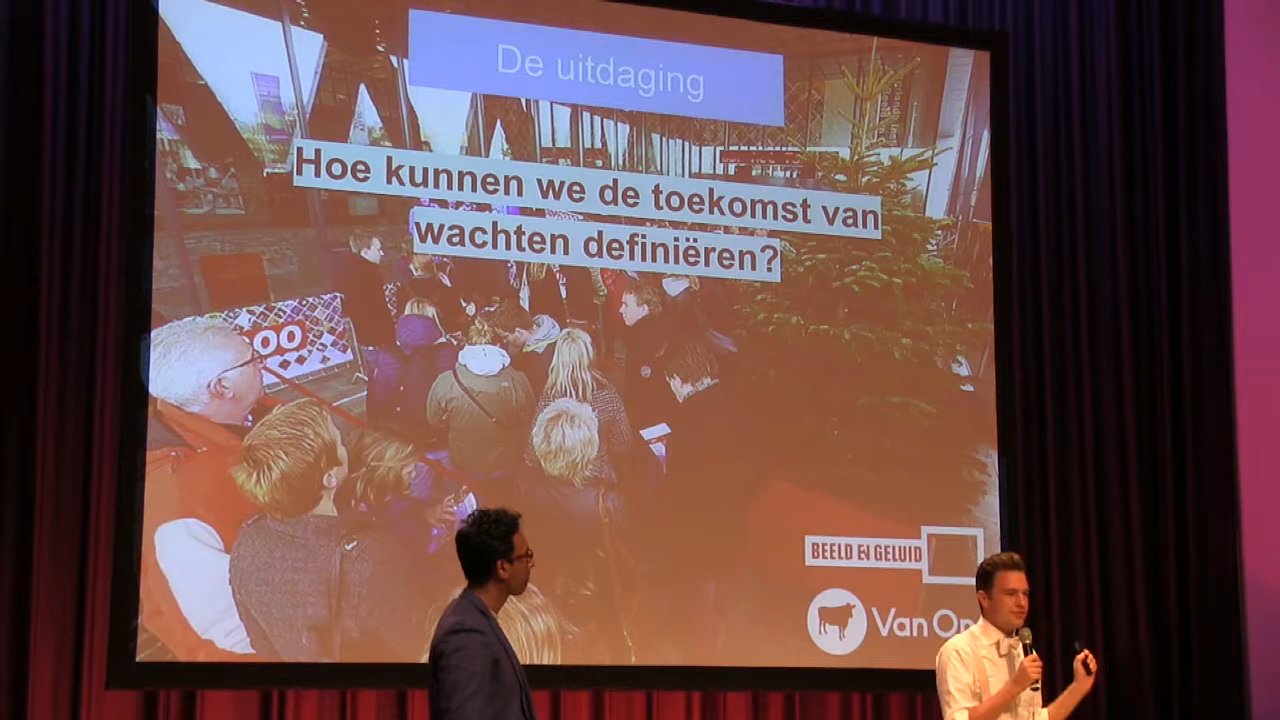 De uitdaging
Hoe kunnen we de toekomst van
wachten definiëren?
BEELD EN GELUID
Van